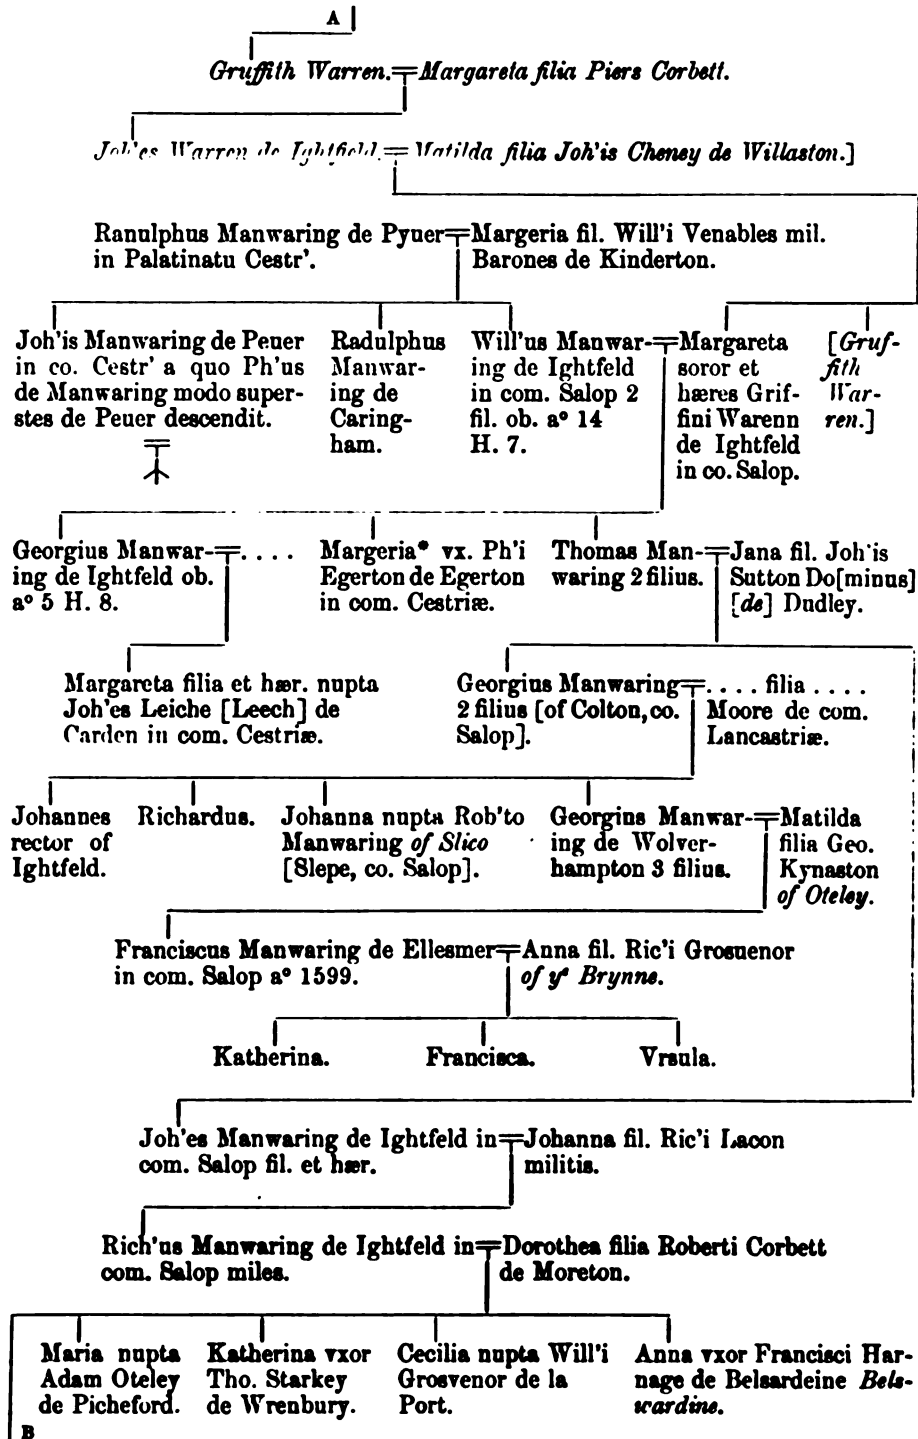 A
Gruffith Warren.=Margareta filia Piers Corbett.
Joh'es Warren de Ightfield.=Matilda filia Joh'is Cheney de Willaston.]
Ranulphus Manwaring de Pyuer=Margeria fil. Will'i Venables mil.
in Palatinatu Cestr'. Barones de Kinderton.
Joh'is Manwaring de Peuer
in co. Cestr' a quo Ph'us
de Manwaring modo super-
stes de Peuer descendit.
Radulphus
Manwar-
ing de
Caring-
ham.
Will'us Manwar-
ing de Ightfeld
in com. Salop 2
fil. ob. aº 14
H. 7.
=Margareta
soror et
hæres Grif-
fini Warenn
de Ightfeld
in co. Salop.
[Gruf-
fith
War-
ren.]
Georgius Manwar-=. . . .
ing de Ightfeld ob.
aº 5 H. 8.
Margeria* vx. Ph'i
Egerton de Egerton
in com. Cestriæ.
Thomas Man-
waring 2 filius.
=Jana fil. Joh'is
Sutton Do[minus]
[de] Dudley.
Margareta filia et hær. nupta
Joh'es Leiche [Leech] de
Carden in com. Cestriæ.
Georgius Manwaring
2 filius [of Colton, co.
Salop].
=. . . . filia . . . .
Moore de com.
Lancastriæ.
Johannes
rector of
Ightfeld.
Richardus.
Johanna nupta Rob'to
Manwaring of Slico
[Slepe, co. Salop].
Georgius Manwar-
ing de Wolver-
hampton 3 filius.
=Matilda
filia Geo.
Kynaston
of Oteley.
Franciscus Manwaring de Ellesmer=Anna fil. Ric'i Grosuenor
in com. Salop aº 1599. of yᵉ Brynne.
Katherina. Francisca. Vrsula.
Joh'es Manwaring de Ightfeld in=Johanna fil. Ric'i Lacon
com. Salop fil. et hær. militis.
Rich'us Manwaring de Ightfeld in=Dorothea filia Roberti Corbett
com. Salop miles. de Moreton.
Maria nupta
Adam Oteley
de Picheford.
Katherina vxor
Tho. Starkey
de Wrenbury.
Cecilia nupta Will'i
Grosvenor de la
Port.
Anna vxor Francisci Har-
nage de Belsardeine Bels-
wardine.
B